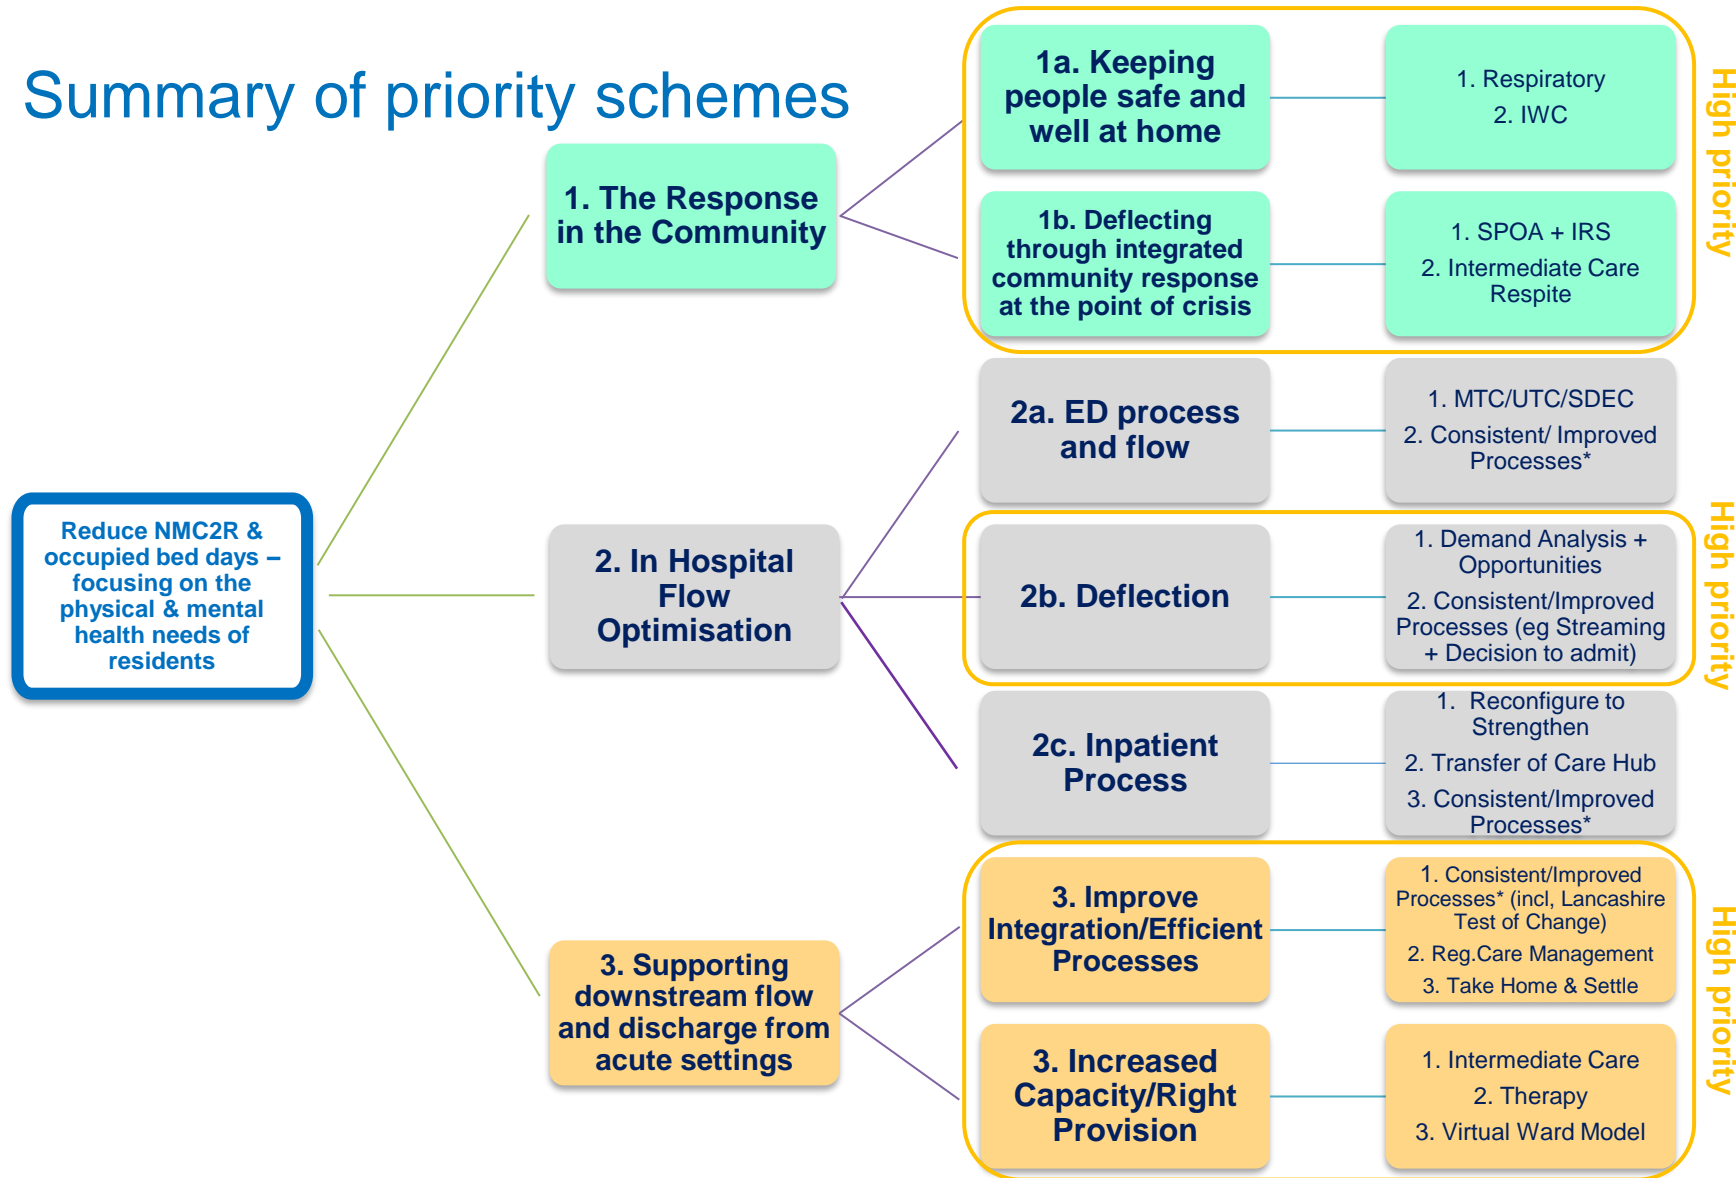 Summary of priority schemes
Reduce NMC2R &
occupied bed days –
focusing on the
physical & mental
health needs of
residents
1. The Response
in the Community
1a. Keeping
people safe and
well at home
1. Respiratory
2. IWC
1b. Deflecting
through integrated
community response
at the point of crisis
1. SPOA + IRS
2. Intermediate Care
Respite
High priority
2. In Hospital
Flow
Optimisation
2a. ED process
and flow
1. MTC/UTC/SDEC
2. Consistent/ Improved
Processes*
2b. Deflection
1. Demand Analysis +
Opportunities
2. Consistent/Improved
Processes (eg Streaming
+ Decision to admit)
High priority
2c. Inpatient
Process
1. Reconfigure to
Strengthen
2. Transfer of Care Hub
3. Consistent/Improved
Processes*
3. Supporting
downstream flow
and discharge from
acute settings
3. Improve
Integration/Efficient
Processes
1. Consistent/Improved
Processes* (incl, Lancashire
Test of Change)
2. Reg.Care Management
3. Take Home & Settle
3. Increased
Capacity/Right
Provision
1. Intermediate Care
2. Therapy
3. Virtual Ward Model
High priority